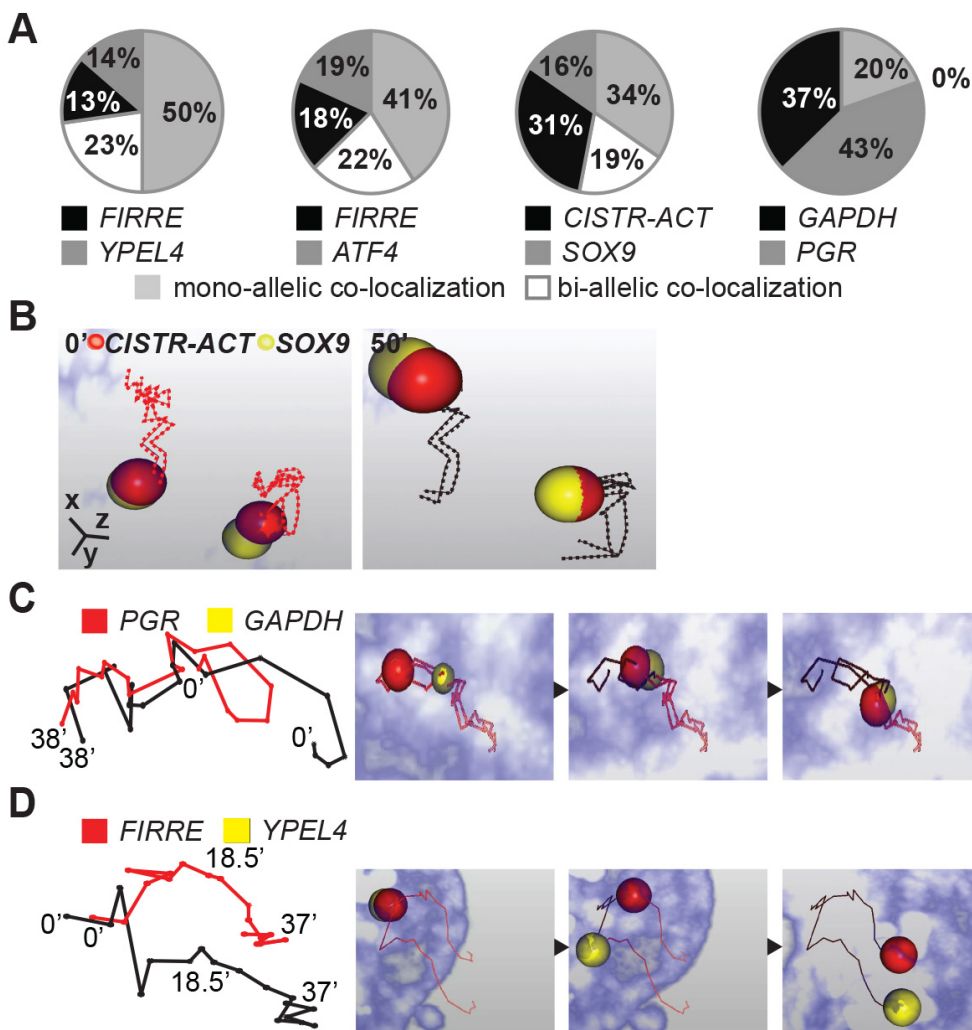 A
14% 13% 50% 23%
19% 18% 41% 22%
16% 31% 34% 19%
37% 20% 0% 43%
FIRRE FIRRE CISTR-ACT GAPDH
YPEL4 ATF4 SOX9 PGR
mono-allelic co-localization bi-allelic co-localization
B
0' CISTR-ACT SOX9 50'
x
z
y
C
PGR GAPDH
0'
0'
38'
38'
D
FIRRE YPEL4
18.5'
0'
0'
37'
18.5'
37'